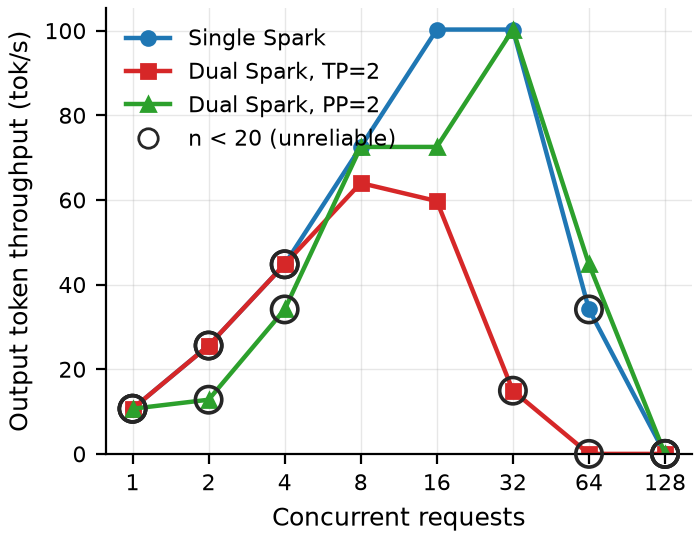 Output token throughput (tok/s)
100
80
60
40
20
0
Single Spark
Dual Spark, TP=2
Dual Spark, PP=2
n < 20 (unreliable)
1 2 4 8 16 32 64 128
Concurrent requests